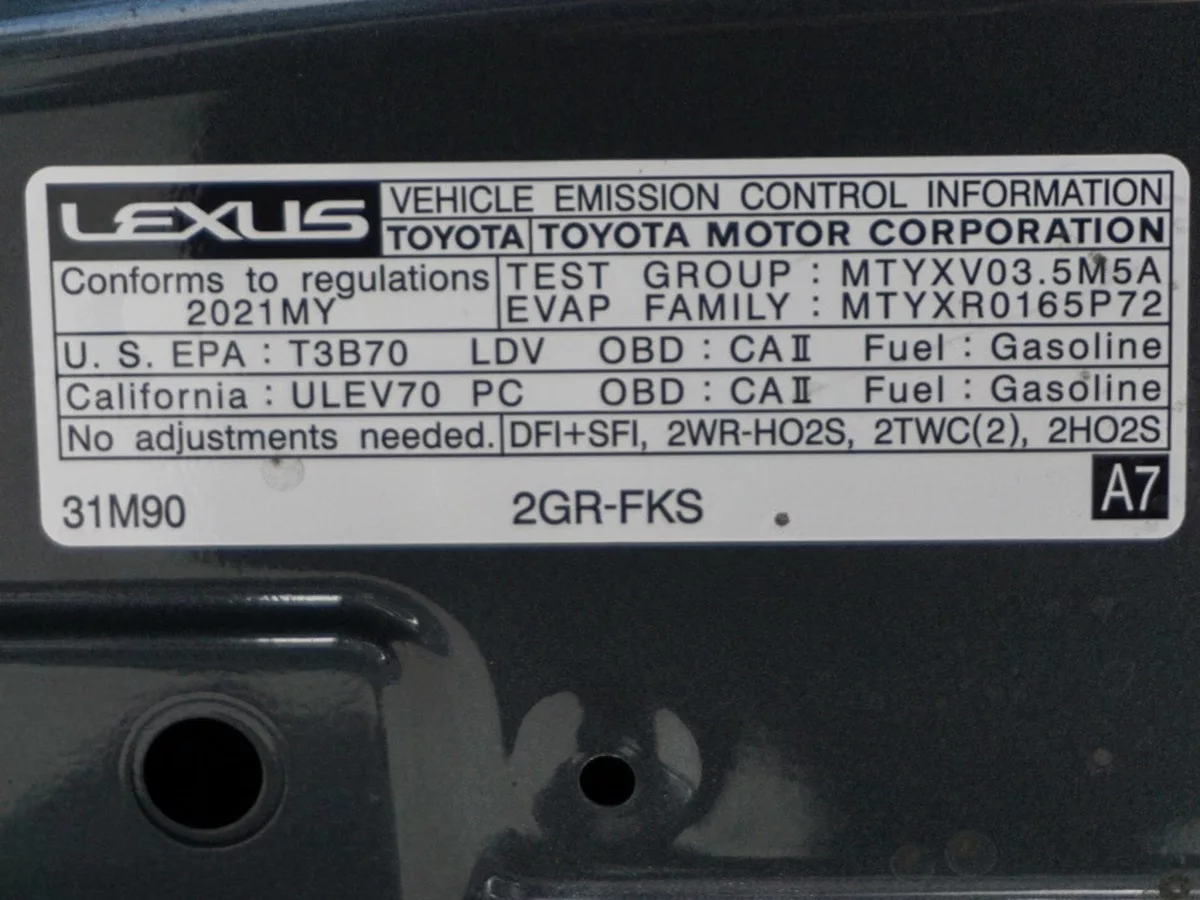 LEXUS VEHICLE EMISSION CONTROL INFORMATION
TOYOTA TOYOTA MOTOR CORPORATION
Conforms to regulations TEST GROUP : MTYXV03.5M5A
2021MY EVAP FAMILY : MTYXR0165P72
U. S. EPA : T3B70 LDV OBD : CAⅡ Fuel : Gasoline
California : ULEV70 PC OBD : CAⅡ Fuel : Gasoline
No adjustments needed. DFI+SFI, 2WR-HO2S, 2TWC(2), 2HO2S
31M90 2GR-FKS A7